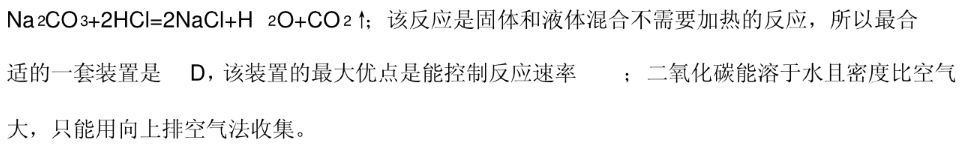 Na₂CO₃+2HCl=2NaCl+H ₂O+CO₂↑；该反应是固体和液体混合不需要加热的反应，所以最合
适的一套装置是 D，该装置的最大优点是能控制反应速率 ；二氧化碳能溶于水且密度比空气
大，只能用向上排空气法收集。